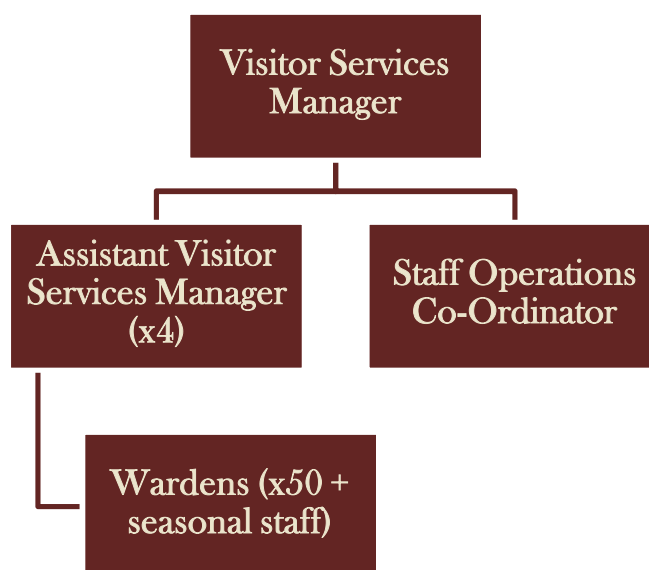 Visitor Services
Manager
Assistant Visitor
Services Manager
(x4)
Staff Operations
Co-Ordinator
Wardens (x50 +
seasonal staff)